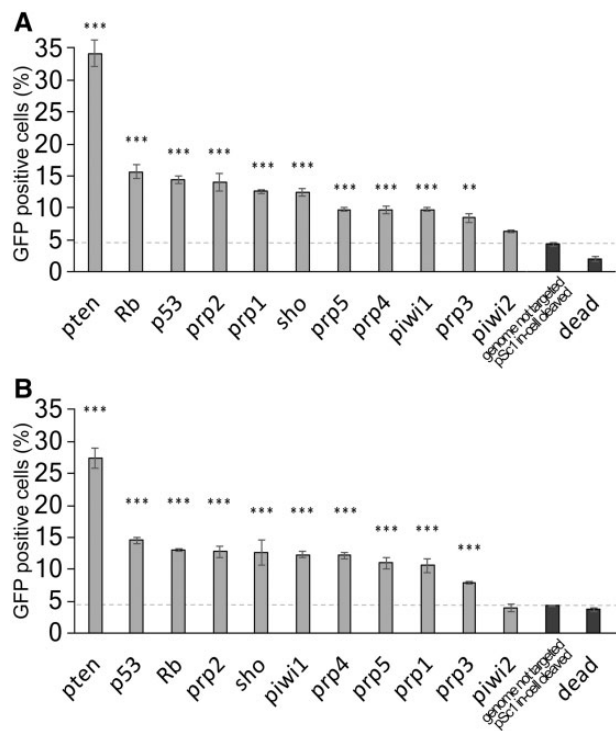 A
GFP positive cells (%)
35
30
25
20
15
10
5
0
*** *** *** *** *** *** *** *** *** **
pten Rb p53 prp2 prp1 sho prp5 prp4 piwi1 prp3 piwi2 genome not targeted pSc1 in-cell cleaved dead
B
GFP positive cells (%)
35
30
25
20
15
10
5
0
*** *** *** *** *** *** *** *** *** ***
pten p53 Rb prp2 sho piwi1 prp4 prp5 prp1 prp3 piwi2 genome not targeted pSc1 in-cell cleaved dead